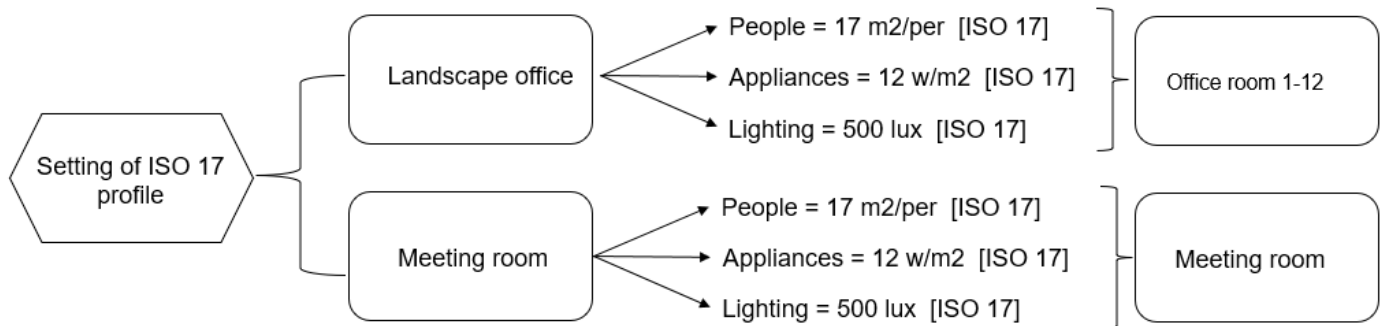 Setting of ISO 17
profile
Landscape office
People = 17 m2/per [ISO 17]
Appliances = 12 w/m2 [ISO 17]
Lighting = 500 lux [ISO 17]
Office room 1-12
Meeting room
People = 17 m2/per [ISO 17]
Appliances = 12 w/m2 [ISO 17]
Lighting = 500 lux [ISO 17]
Meeting room